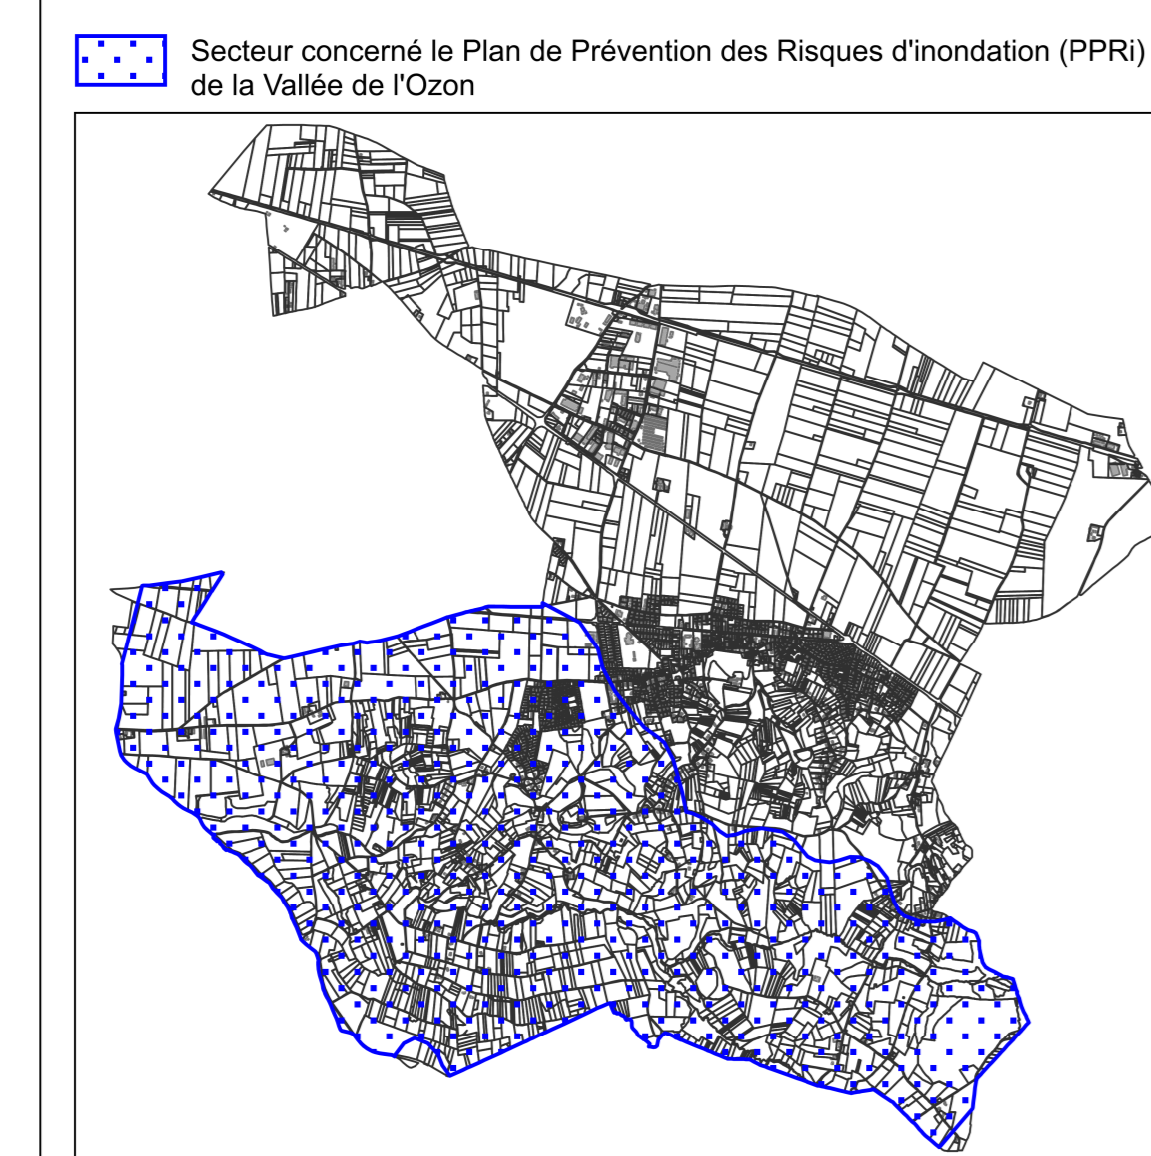 Secteur concerné le Plan de Prévention des Risques d'inondation (PPRi)
de la Vallée de l'Ozon